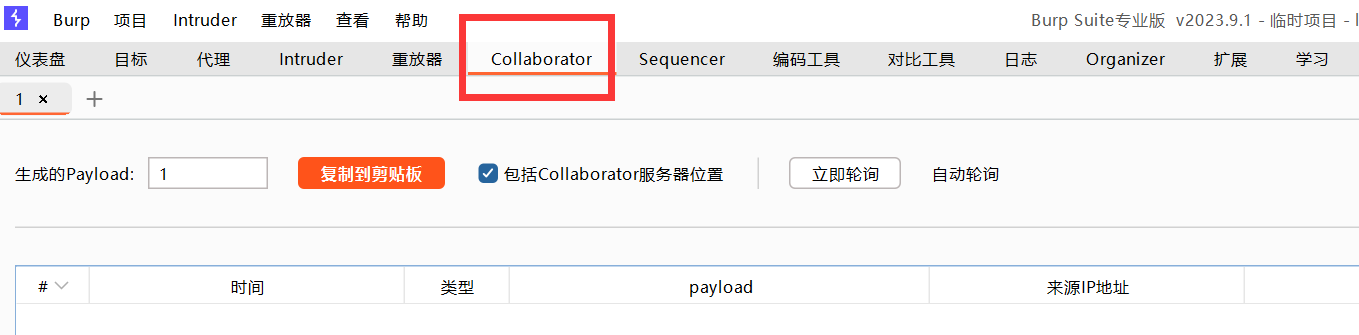 Burp 项目 Intruder 重放器 查看 帮助 Burp Suite专业版 v2023.9.1 - 临时项目 -
仪表盘 目标 代理 Intruder 重放器 Collaborator Sequencer 编码工具 对比工具 日志 Organizer 扩展 学习
1 × +
生成的Payload: 1 复制到剪贴板 包括Collaborator服务器位置 立即轮询 自动轮询
# 时间 类型 payload 来源IP地址